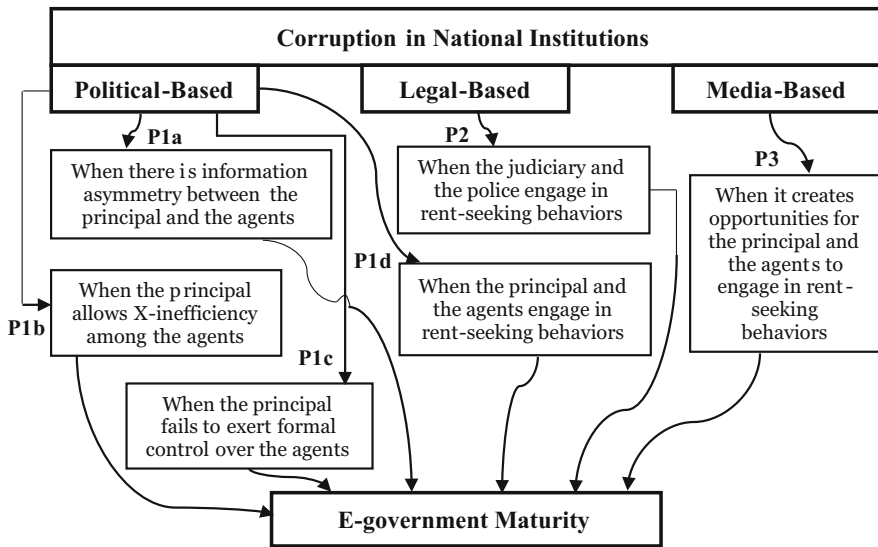 Corruption in National Institutions
Political-Based
Legal-Based
Media-Based
P1a
When there is information
asymmetry between the
principal and the agents
P2
When the judiciary and
the police engage in
rent-seeking behaviors
P3
When it creates
opportunities for
the principal and
the agents to
engage in rent-
seeking
behaviors
P1b
When the principal
allows X-inefficiency
among the agents
P1d
When the principal and
the agents engage in
rent-seeking behaviors
P1c
When the principal
fails to exert formal
control over the agents
E-government Maturity